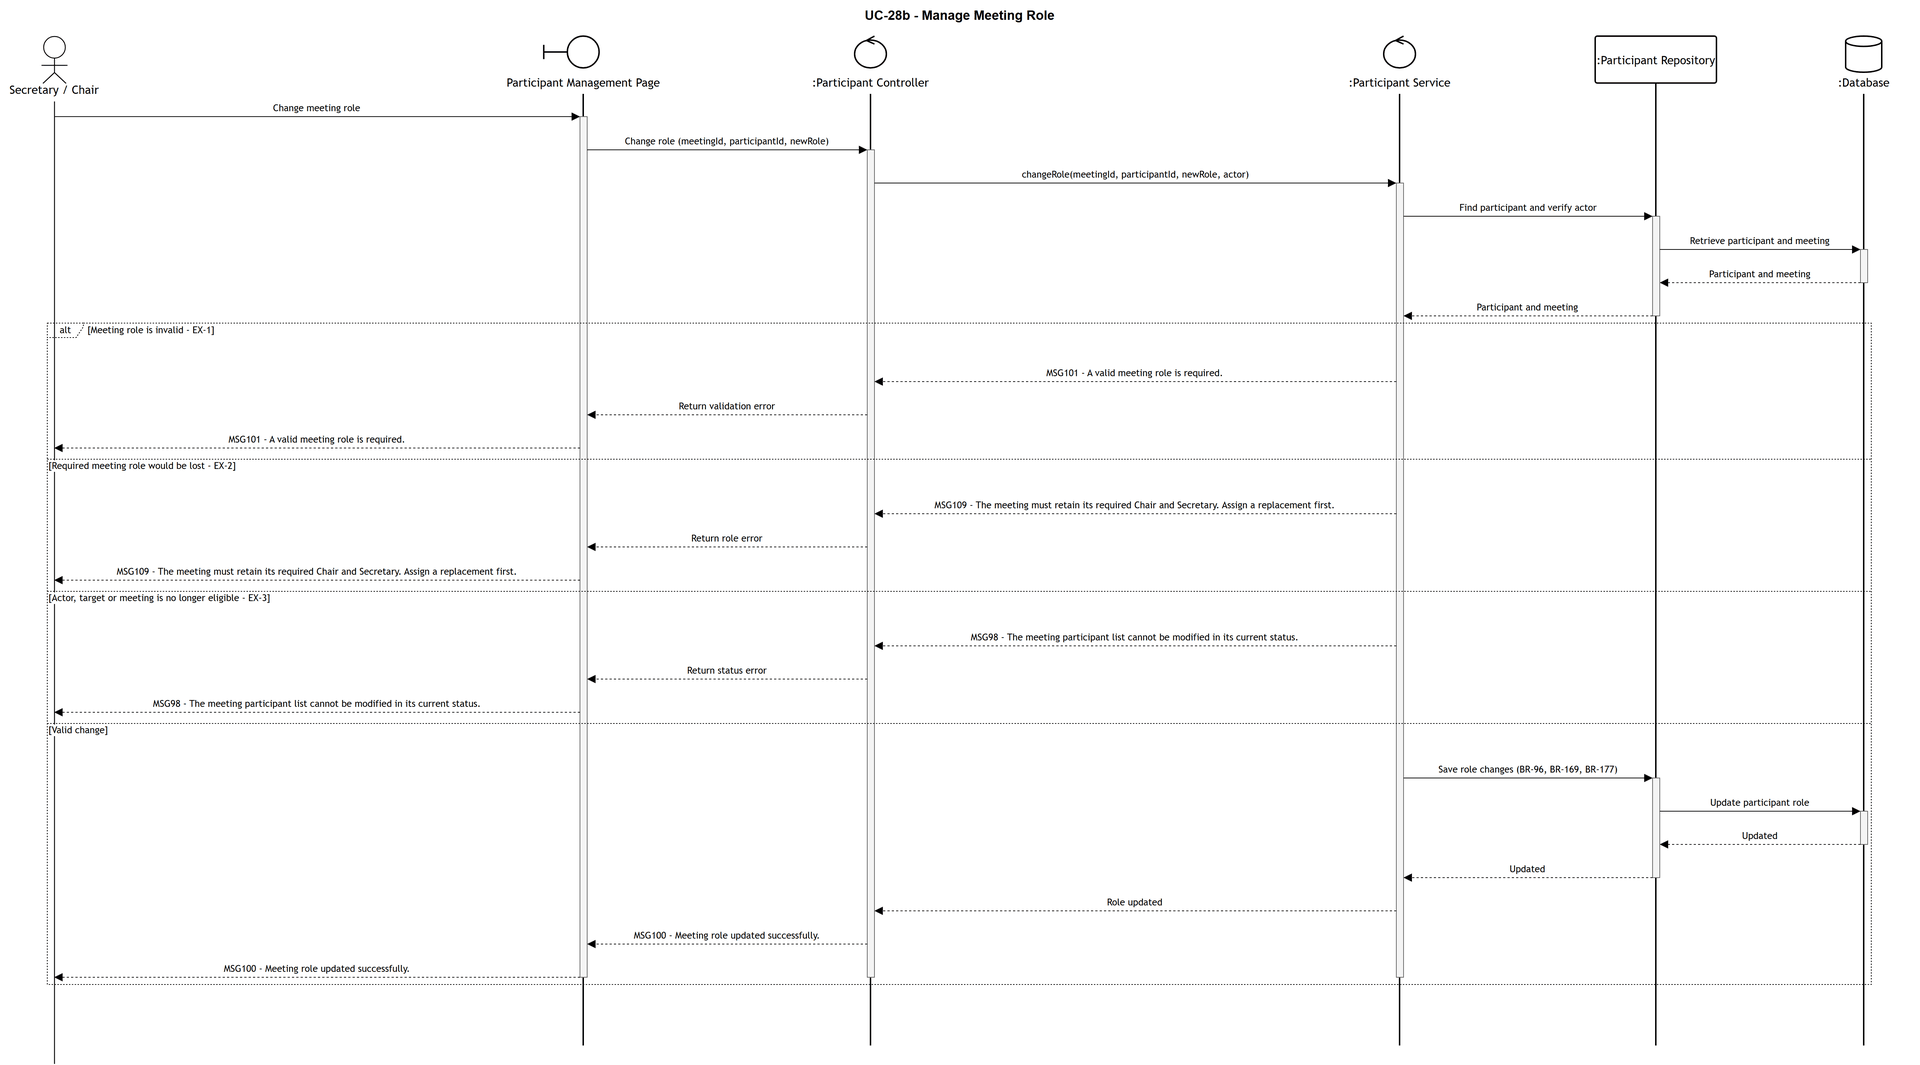 UC-28b - Manage Meeting Role
Secretary / Chair
Participant Management Page
:Participant Controller
:Participant Service
:Participant Repository
:Database
Change meeting role
Change role (meetingId, participantId, newRole)
changeRole(meetingId, participantId, newRole, actor)
Find participant and verify actor
Retrieve participant and meeting
Participant and meeting
Participant and meeting
alt
[Meeting role is invalid - EX-1]
MSG101 - A valid meeting role is required.
Return validation error
MSG101 - A valid meeting role is required.
[Required meeting role would be lost - EX-2]
MSG109 - The meeting must retain its required Chair and Secretary. Assign a replacement first.
Return role error
MSG109 - The meeting must retain its required Chair and Secretary. Assign a replacement first.
[Actor, target or meeting is no longer eligible - EX-3]
MSG98 - The meeting participant list cannot be modified in its current status.
Return status error
MSG98 - The meeting participant list cannot be modified in its current status.
[Valid change]
Save role changes (BR-96, BR-169, BR-177)
Update participant role
Updated
Updated
Role updated
MSG100 - Meeting role updated successfully.
MSG100 - Meeting role updated successfully.